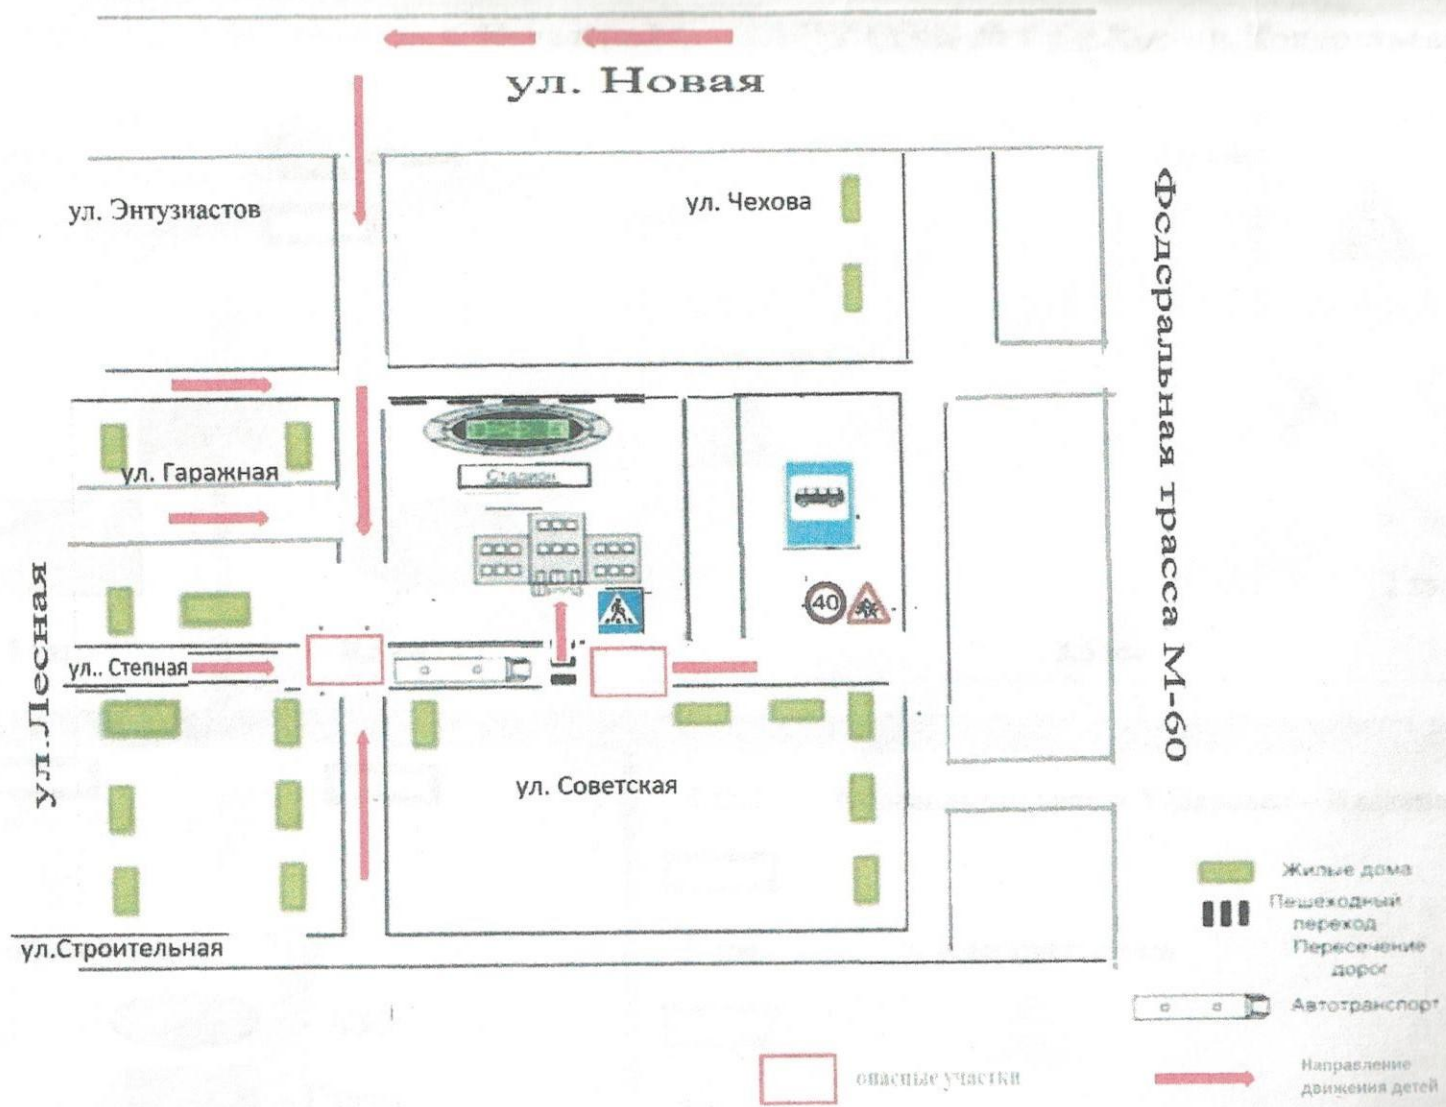 ул. Новая
ул. Энтузиастов
ул. Чехова
Федеральная трасса М-60
ул. Гаражная
Стадион
40
ул.Лесная
ул.. Степная
ул. Советская
ул.Строительная
Жилые дома
Пешеходный
переход
Пересечение
дорог
Автотранспорт
опасные участки
Направление
движения детей